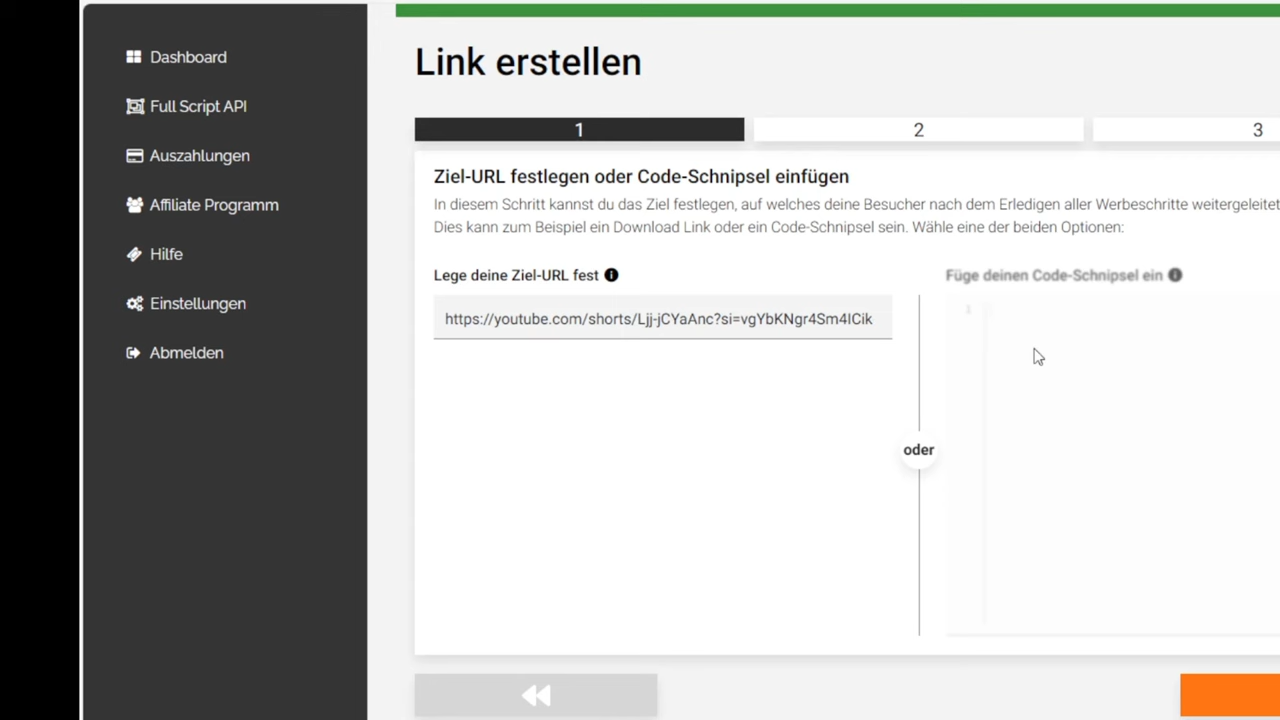 Dashboard
Full Script API
Auszahlungen
Affiliate Programm
Hilfe
Einstellungen
Abmelden
Link erstellen
1
2
3
Ziel-URL festlegen oder Code-Schnipsel einfügen
In diesem Schritt kannst du das Ziel festlegen, auf welches deine Besucher nach dem Erledigen aller Werbeschritte weitergeleitet
Dies kann zum Beispiel ein Download Link oder ein Code-Schnipsel sein. Wähle eine der beiden Optionen:
Lege deine Ziel-URL fest
https://youtube.com/shorts/Ljj-jCYaAnc?si=vgYbKNgr4Sm4ICik
oder
Füge deinen Code-Schnipsel ein
1